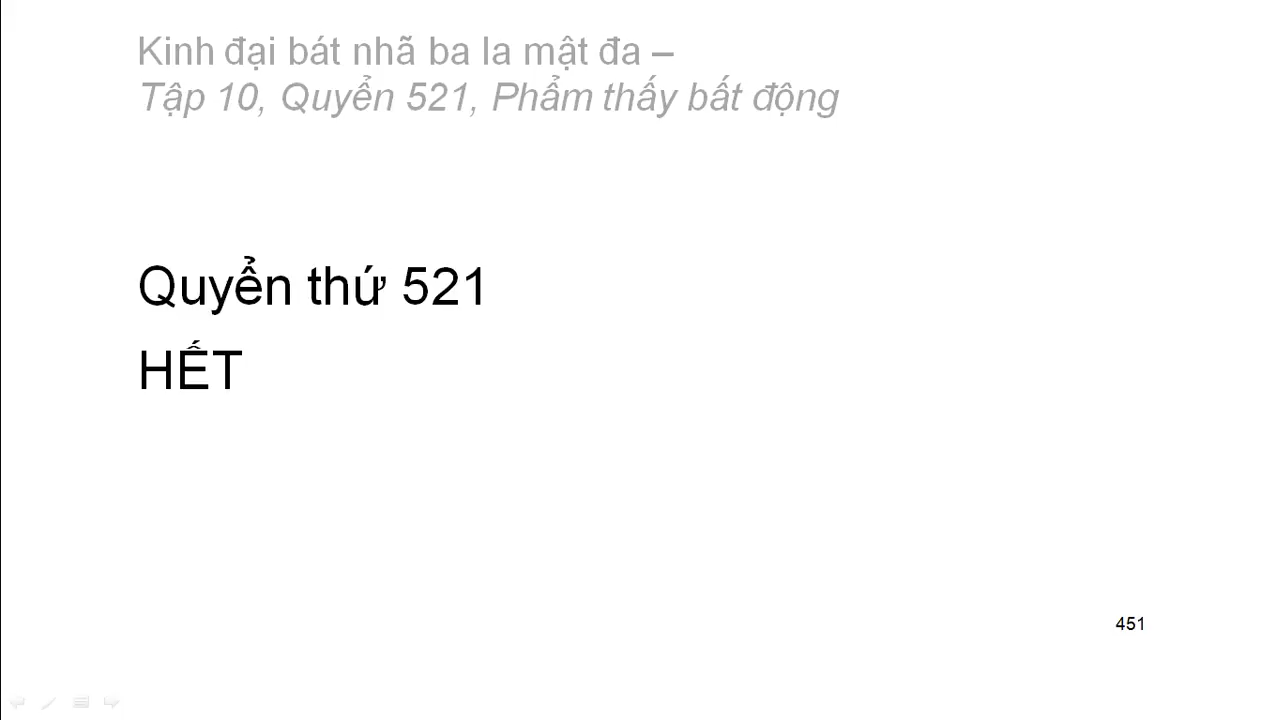 Kinh đại bát nhã ba la mật đa –
Tập 10, Quyển 521, Phẩm thấy bất động
Quyển thứ 521
HẾT
451